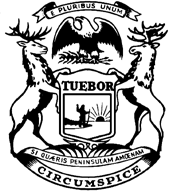 E PLURIBUS UNUM
TUEBOR
SI QUÆRIS PENINSULAM AMŒNAM
CIRCUMSPICE